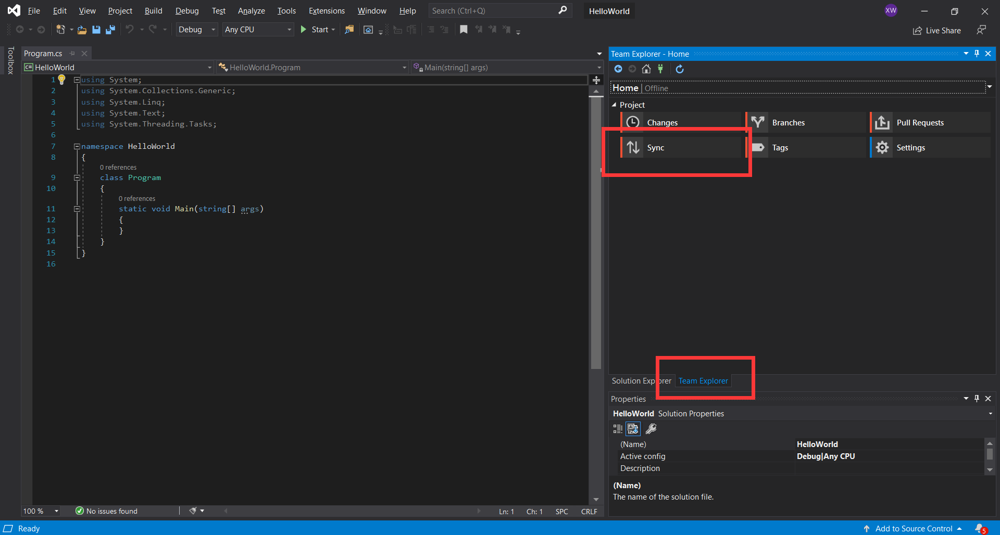 File Edit View Project Build Debug Test Analyze Tools Extensions Window Help Search (Ctrl+Q) HelloWorld XW
Debug Any CPU Start Live Share
Toolbox
Program.cs
HelloWorld HelloWorld.Program Main(string[] args)
1 using System;
2 using System.Collections.Generic;
3 using System.Linq;
4 using System.Text;
5 using System.Threading.Tasks;
6
7 namespace HelloWorld
8 {
0 references
9 class Program
10 {
0 references
11 static void Main(string[] args)
12 {
13 }
14 }
15 }
16
100 % No issues found Ln: 1 Ch: 1 SPC CRLF
Team Explorer - Home
Home | Offline
Project
Changes Branches Pull Requests
Sync Tags Settings
Solution Explorer Team Explorer
Properties
HelloWorld Solution Properties
(Name) HelloWorld
Active config Debug|Any CPU
Description
(Name)
The name of the solution file.
Ready Add to Source Control 5